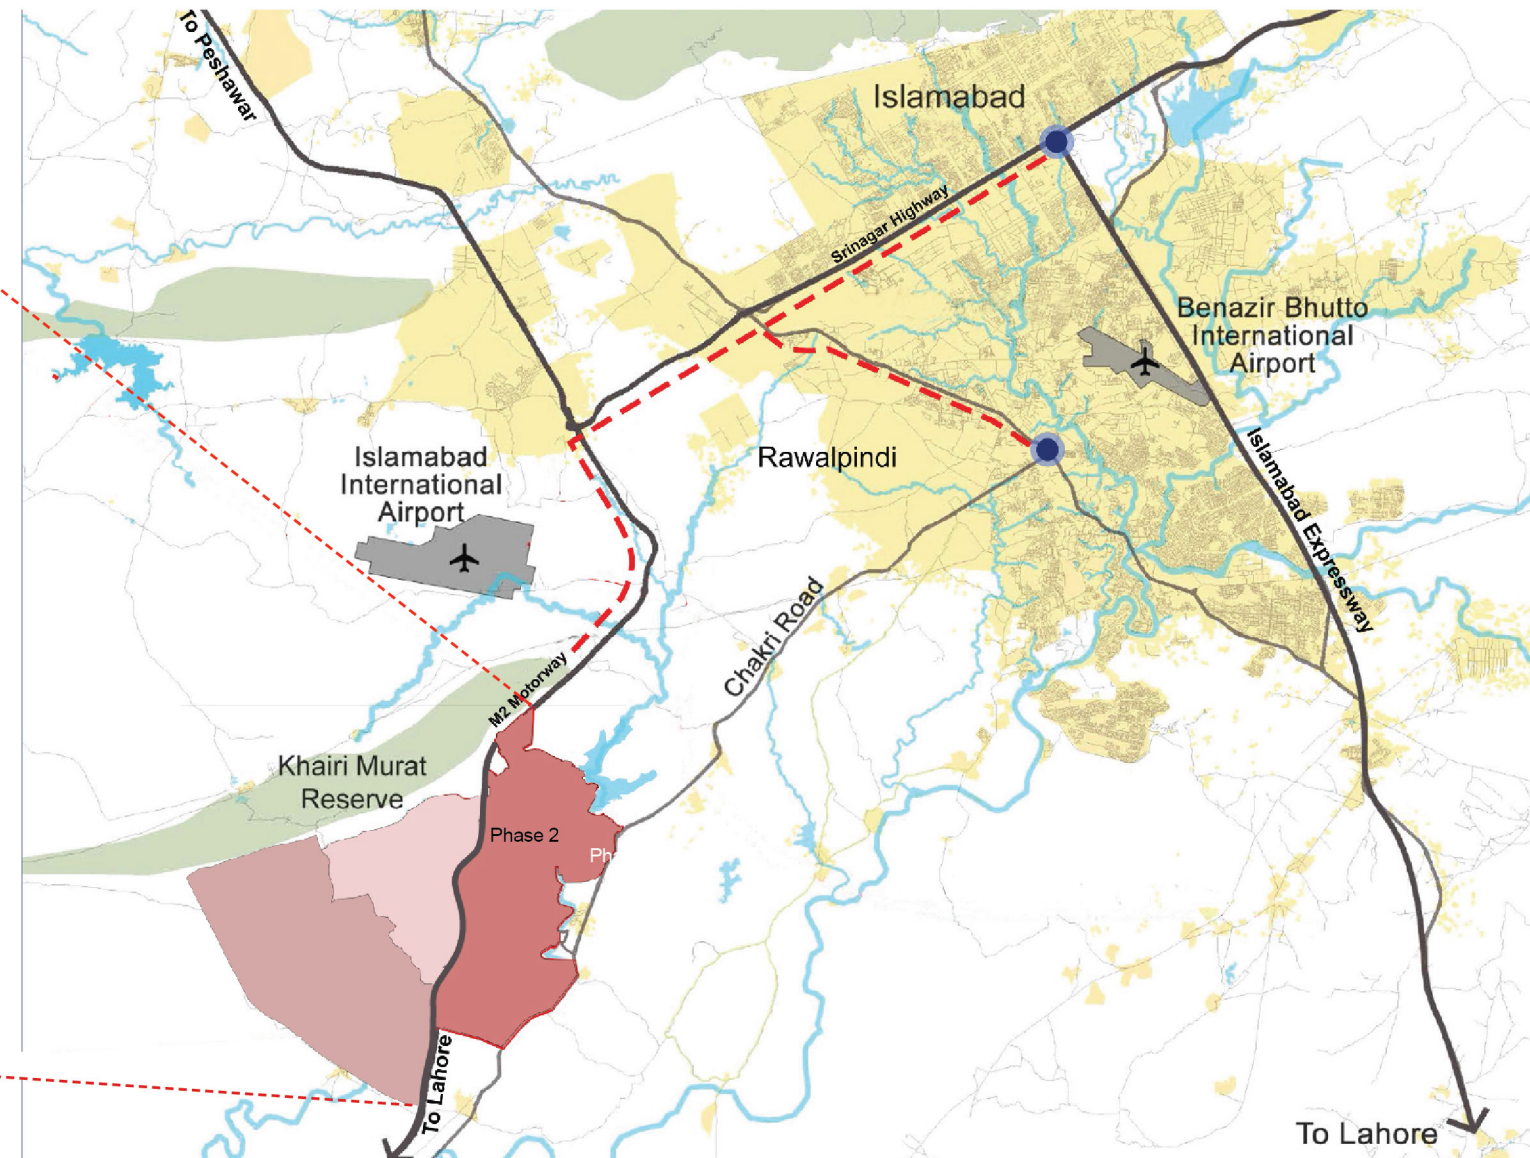 To Peshawar
Islamabad
Srinagar Highway
Benazir Bhutto
International
Airport
Islamabad
International
Airport
Rawalpindi
Islamabad Expressway
Chakri Road
M2 Motorway
Khairi Murat
Reserve
Phase 2
To Lahore
To Lahore